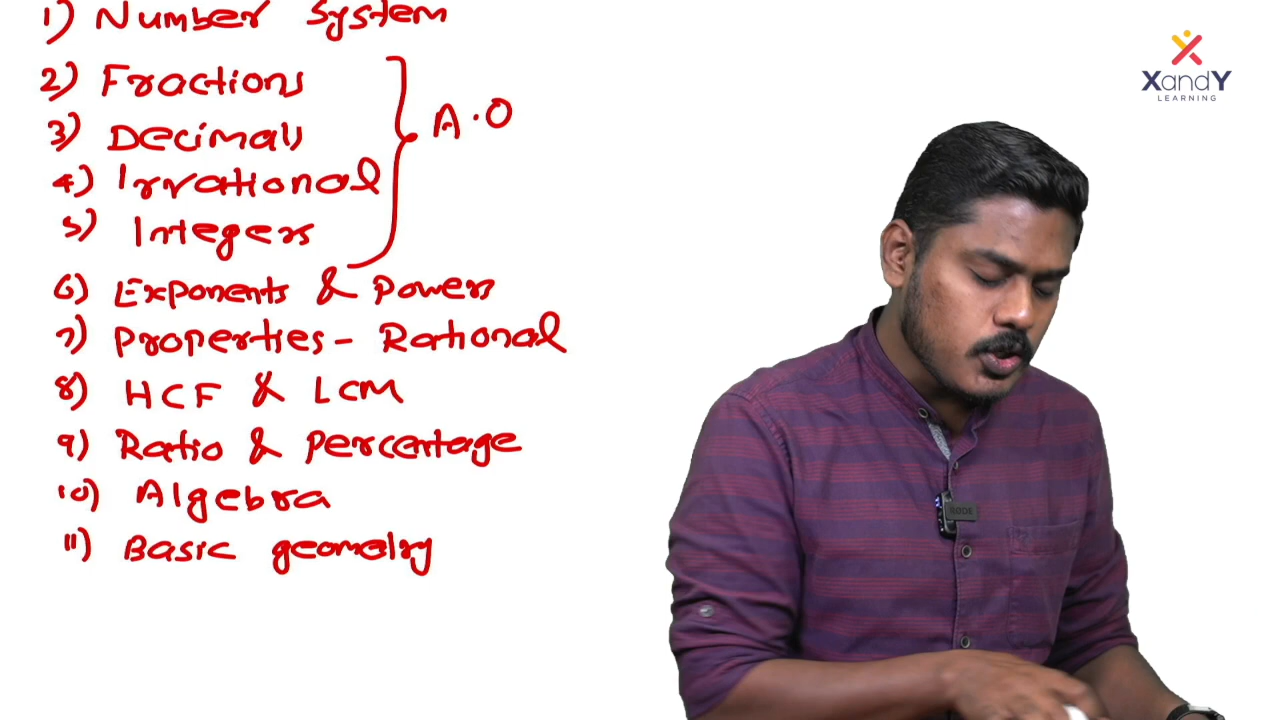 1) Number System
2) Fractions
3) Decimals
A.O
4) Irrational
5) Integers
6) Exponents & Powers
7) Properties - Rational
8) HCF & LCM
9) Ratio & Percentage
10) Algebra
11) Basic geometry
XandY
LEARNING
RODE